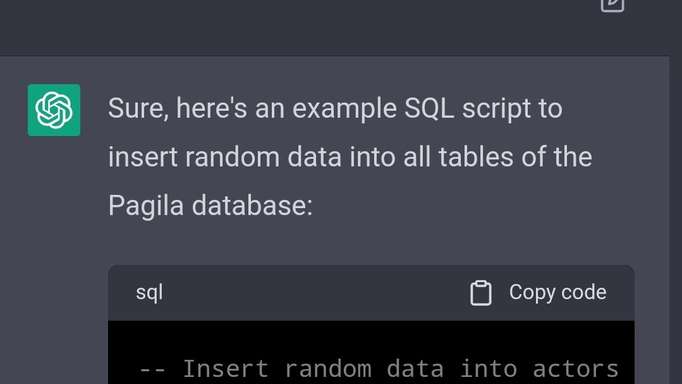 Sure, here's an example SQL script to
insert random data into all tables of the
Pagila database:
sql Copy code
-- Insert random data into actors